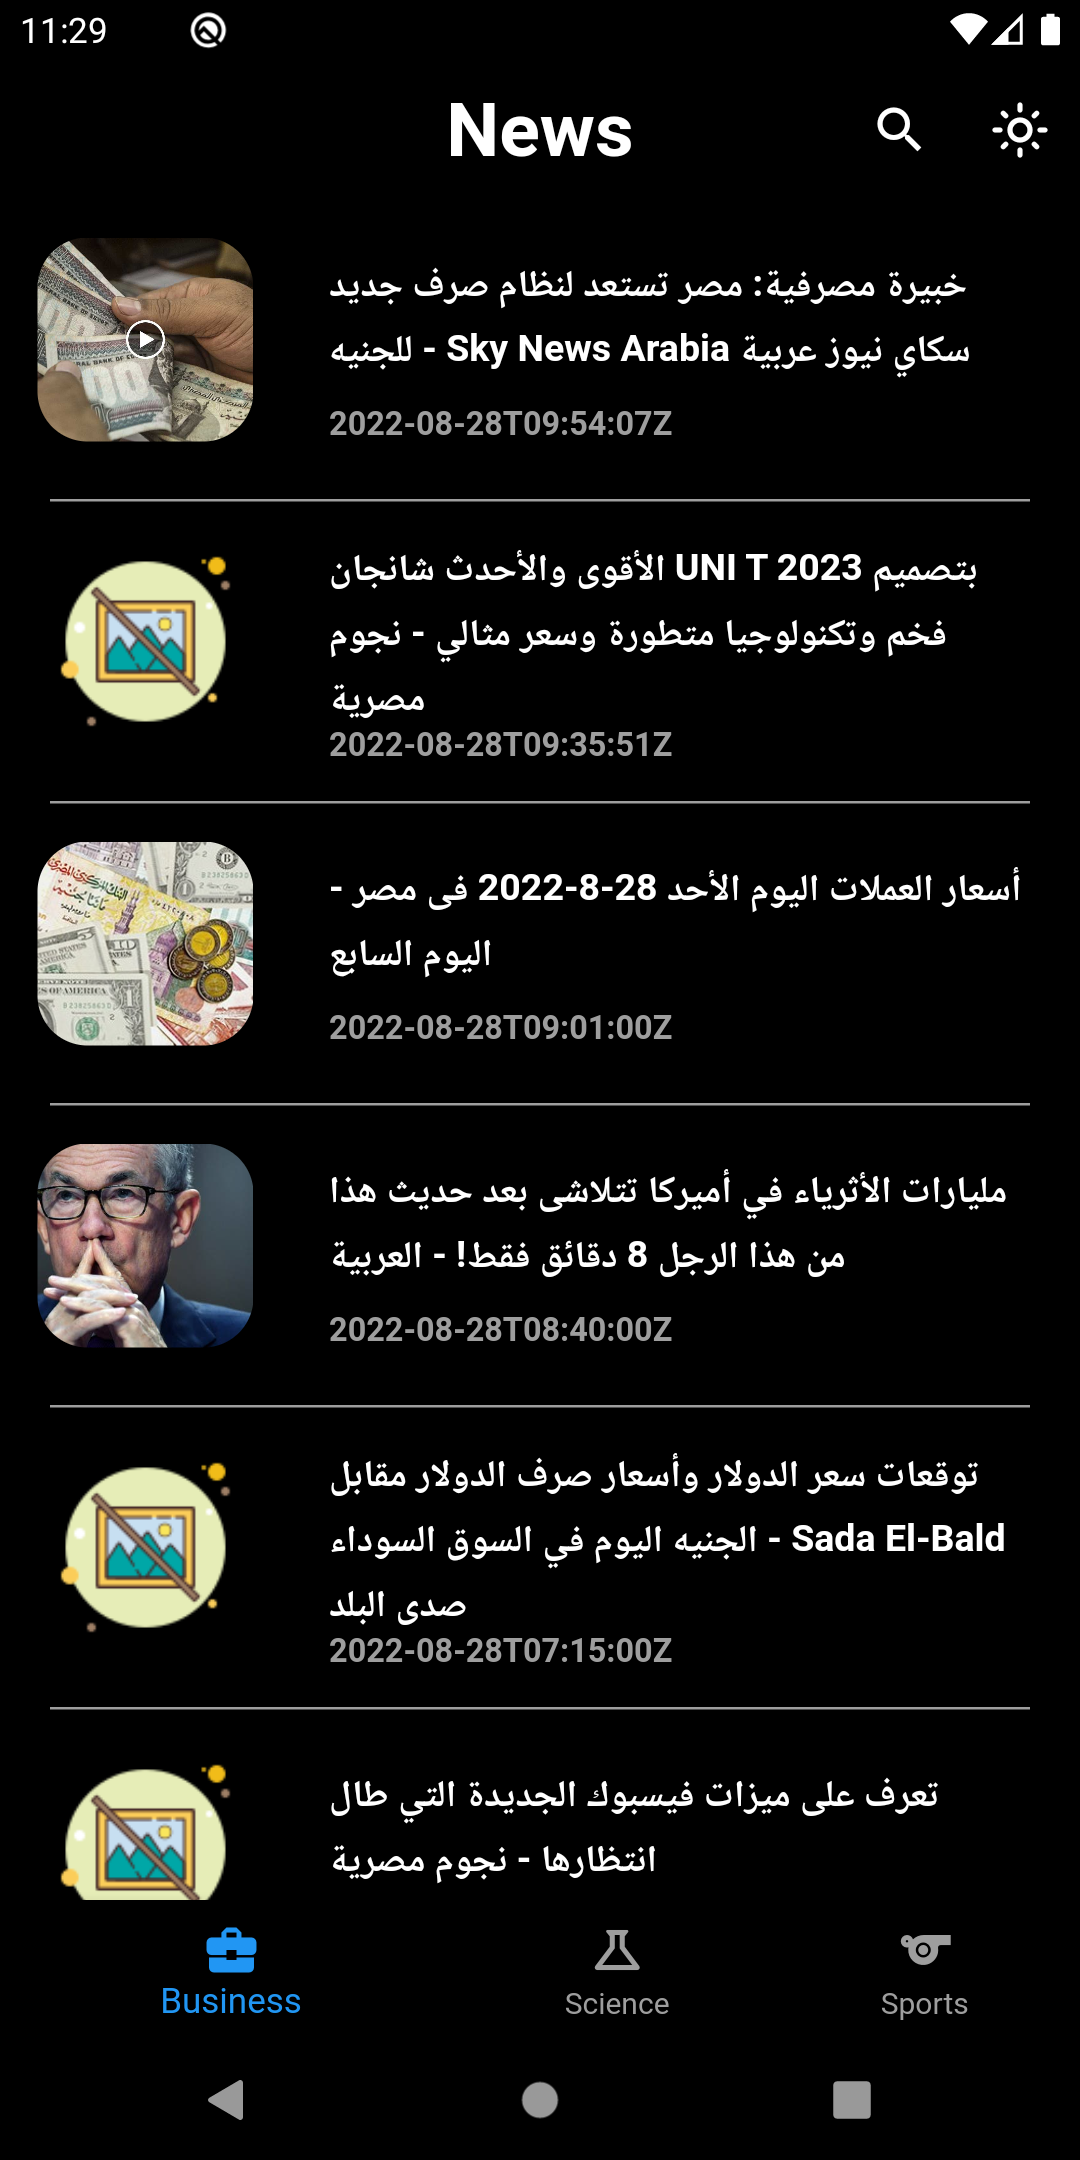 11:29
News
خبيرة مصرفية: مصر تستعد لنظام صرف جديد
للجنيه - Sky News Arabia سكاي نيوز عربية
2022-08-28T09:54:07Z
الأقوى والأحدث شانجان UNI T 2023 بتصميم
فخم وتكنولوجيا متطورة وسعر مثالي - نجوم
مصرية
2022-08-28T09:35:51Z
أسعار العملات اليوم الأحد 28-8-2022 فى مصر -
اليوم السابع
2022-08-28T09:01:00Z
مليارات الأثرياء في أميركا تتلاشى بعد حديث هذا
من هذا الرجل 8 دقائق فقط! - العربية
2022-08-28T08:40:00Z
توقعات سعر الدولار وأسعار صرف الدولار مقابل
الجنيه اليوم في السوق السوداء - Sada El-Bald
صدى البلد
2022-08-28T07:15:00Z
تعرف على ميزات فيسبوك الجديدة التي طال
انتظارها - نجوم مصرية
Business
Science
Sports